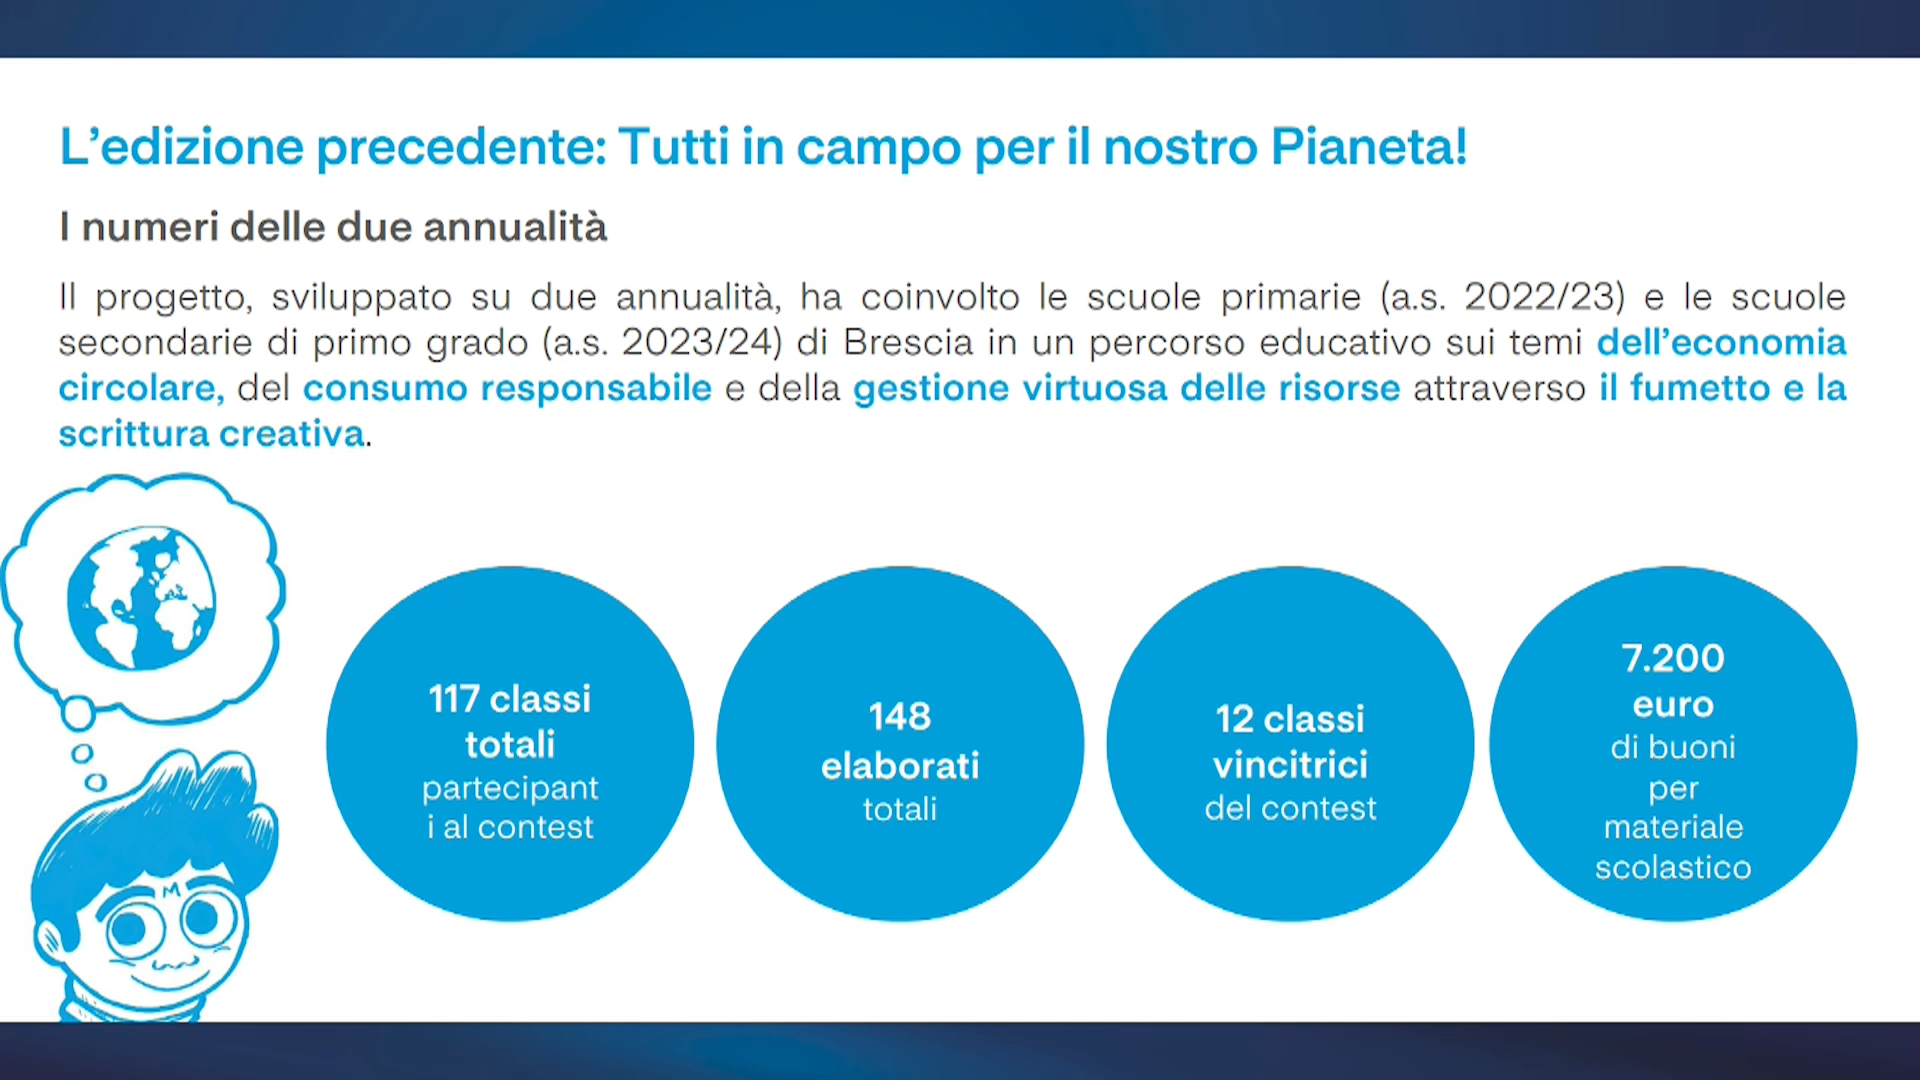 L’edizione precedente: Tutti in campo per il nostro Pianeta!
I numeri delle due annualità
Il progetto, sviluppato su due annualità, ha coinvolto le scuole primarie (a.s. 2022/23) e le scuole
secondarie di primo grado (a.s. 2023/24) di Brescia in un percorso educativo sui temi dell’economia
circolare, del consumo responsabile e della gestione virtuosa delle risorse attraverso il fumetto e la
scrittura creativa.
117 classi
totali
partecipant
i al contest
148
elaborati
totali
12 classi
vincitrici
del contest
7.200
euro
di buoni
per
materiale
scolastico